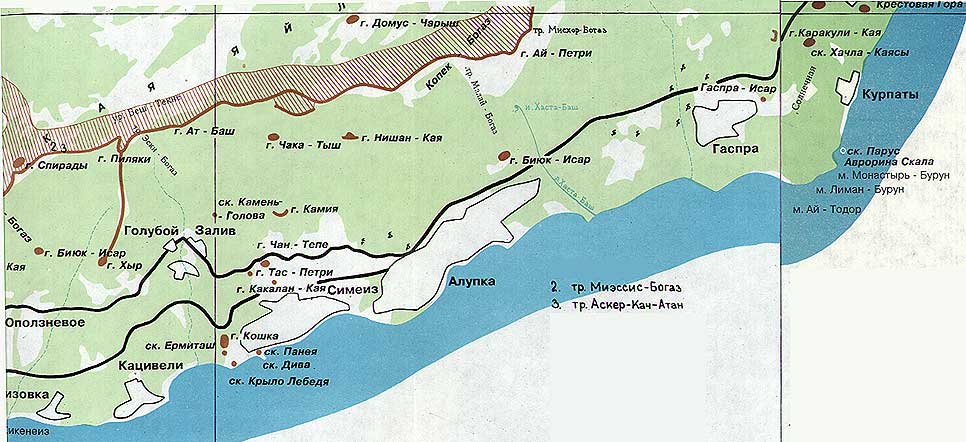 Крестовая Гора
г. Домус - Чарыш
Богаз
тр. Мисхор-Богаз
г. Каракули - Кая
ск. Хачла - Каясы
г. Ай - Петри
Копек
тр. Малый Богаз
Гаспра - Исар
Солнечная
Курпаты
А Я Й Л
ур. Беш - Текне
и. Хаста-Баш
г. Ат - Баш
г. Чака - Тыш
г. Нишан - Кая
Гаспра
ск. Парус
Аврорина Скала
г. Спирады
г. Пиляки
тр. Эски Богаз
г. Биюк - Исар
м. Монастырь - Бурун
р. Хаста-Баш
м. Лиман - Бурун
ск. Камень-
Голова
г. Камия
м. Ай - Тодор
Богаз
Голубой Залив
г. Биюк - Исар
г. Чан - Тепе
Кая
г. Хыр
г. Тас - Петри
г. Какалан - Кая
Симеиз
Алупка
2. тр. Миэссис-Богаз
3. тр. Аскер-Кач-Атан
Оползневое
г. Кошка
ск. Ермиташ
ск. Панея
ск. Дива
Кацивели
ск. Крыло Лебедя
изовка
икенеиз